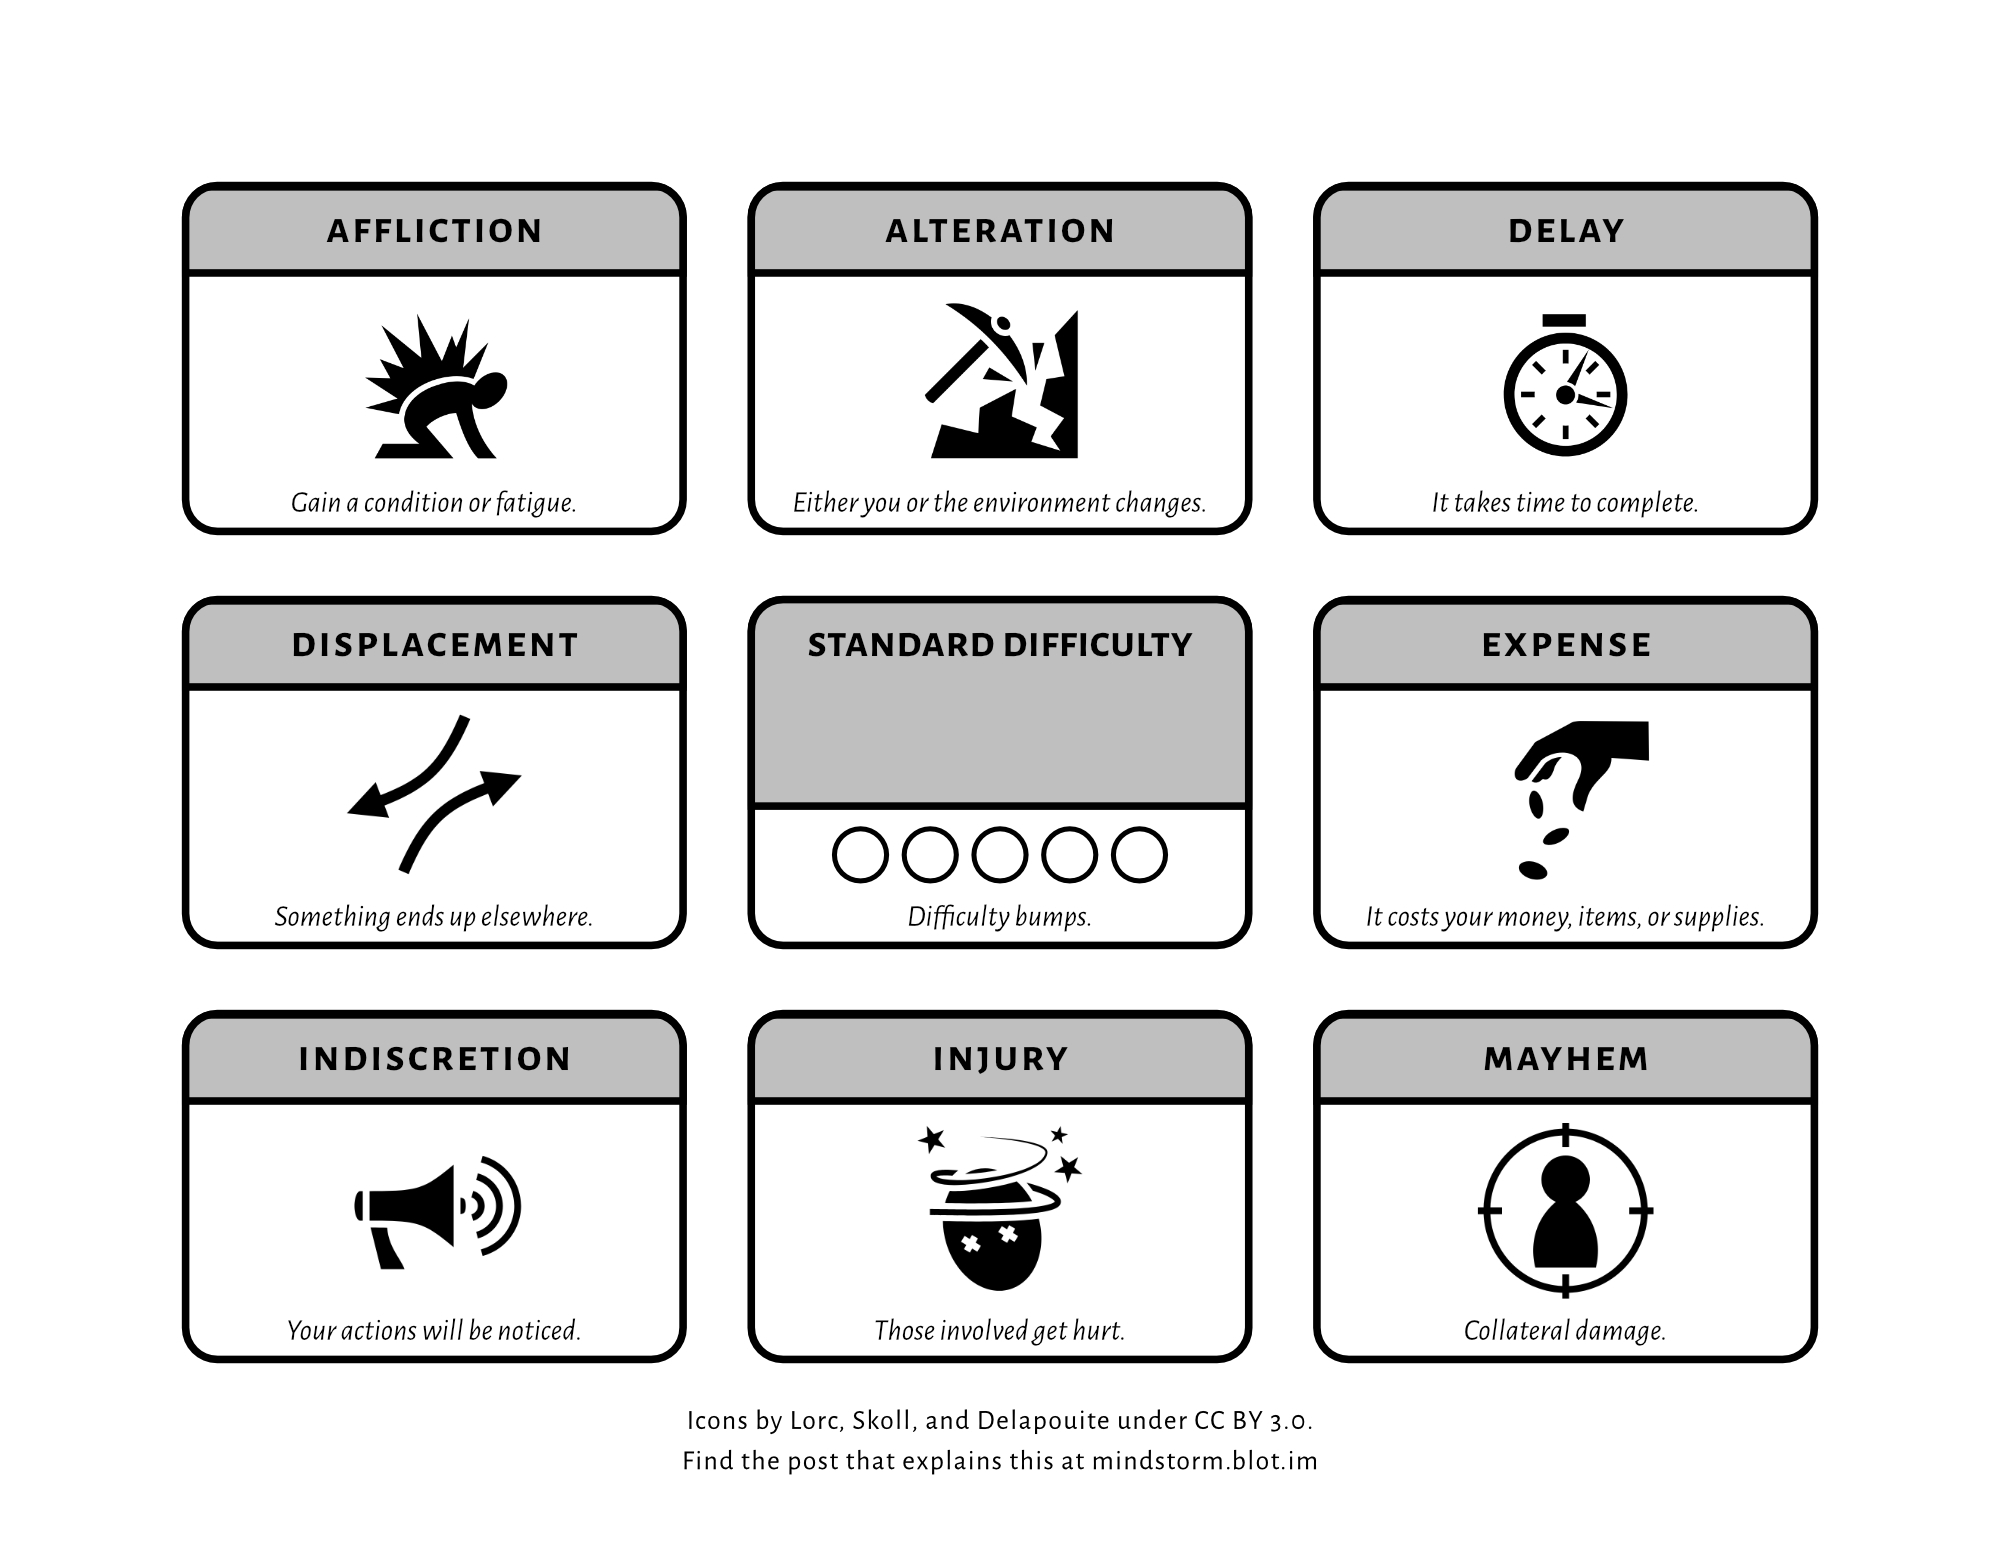 AFFLICTION
Gain a condition or fatigue.
ALTERATION
Either you or the environment changes.
DELAY
It takes time to complete.
DISPLACEMENT
Something ends up elsewhere.
STANDARD DIFFICULTY
Difficulty bumps.
EXPENSE
It costs your money, items, or supplies.
INDISCRETION
Your actions will be noticed.
INJURY
Those involved get hurt.
MAYHEM
Collateral damage.
Icons by Lorc, Skoll, and Delapouite under CC BY 3.0.
Find the post that explains this at mindstorm.blot.im